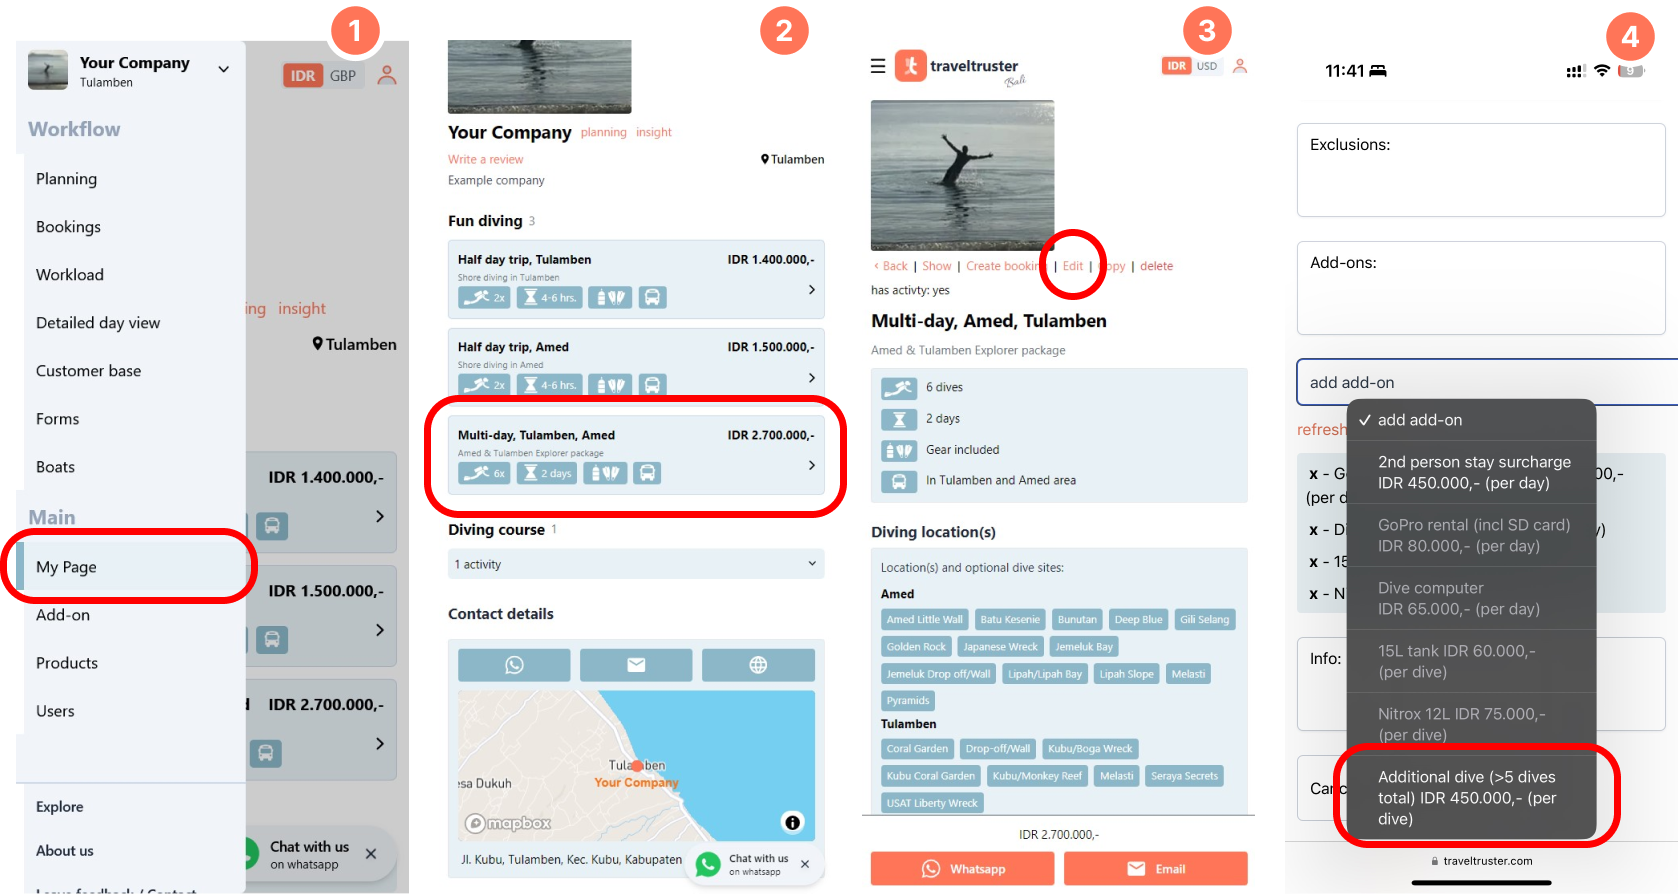 1
Your Company
Tulamben
IDR GBP
Workflow
Planning
Bookings
Workload
Detailed day view
Customer base
Forms
Boats
Main
My Page
Add-on
Products
Users
Explore
About us
insight
Tulamben
IDR 1.400.000,-
IDR 1.500.000,-
IDR 2.700.000,-
Chat with us
on whatsapp
2
Your Company planning insight
Write a review
Tulamben
Example company
Fun diving 3
Half day trip, Tulamben IDR 1.400.000,-
Shore diving in Tulamben
2x 4-6 hrs.
Half day trip, Amed IDR 1.500.000,-
Shore diving in Amed
2x 4-6 hrs.
Multi-day, Tulamben, Amed IDR 2.700.000,-
Amed & Tulamben Explorer package
6x 2 days
Diving course 1
1 activity
Contact details
Tulamben
Your Company
esa Dukuh
mapbox
Jl. Kubu, Tulamben, Kec. Kubu, Kabupaten
Chat with us
on whatsapp
3
traveltruster
Bali
IDR USD
< Back | Show | Create booking | Edit | Copy | delete
has activty: yes
Multi-day, Amed, Tulamben
Amed & Tulamben Explorer package
6 dives
2 days
Gear included
In Tulamben and Amed area
Diving location(s)
Location(s) and optional dive sites:
Amed
Amed Little Wall Batu Kesenie Bunutan Deep Blue Gili Selang
Golden Rock Japanese Wreck Jemeluk Bay
Jemeluk Drop off/Wall Lipah/Lipah Bay Lipah Slope Melasti
Pyramids
Tulamben
Coral Garden Drop-off/Wall Kubu/Boga Wreck
Kubu Coral Garden Kubu/Monkey Reef Melasti Seraya Secrets
USAT Liberty Wreck
IDR 2.700.000,-
Whatsapp Email
4
11:41
9
Exclusions:
Add-ons:
add add-on
refresh
x - G
00,-
(per d
x - Di
x - 15
x - N
Info:
Canc
✓ add add-on
2nd person stay surcharge
IDR 450.000,- (per day)
GoPro rental (incl SD card)
IDR 80.000,- (per day)
Dive computer
IDR 65.000,- (per day)
15L tank IDR 60.000,-
(per dive)
Nitrox 12L IDR 75.000,-
(per dive)
Additional dive (>5 dives
total) IDR 450.000,- (per
dive)
traveltruster.com